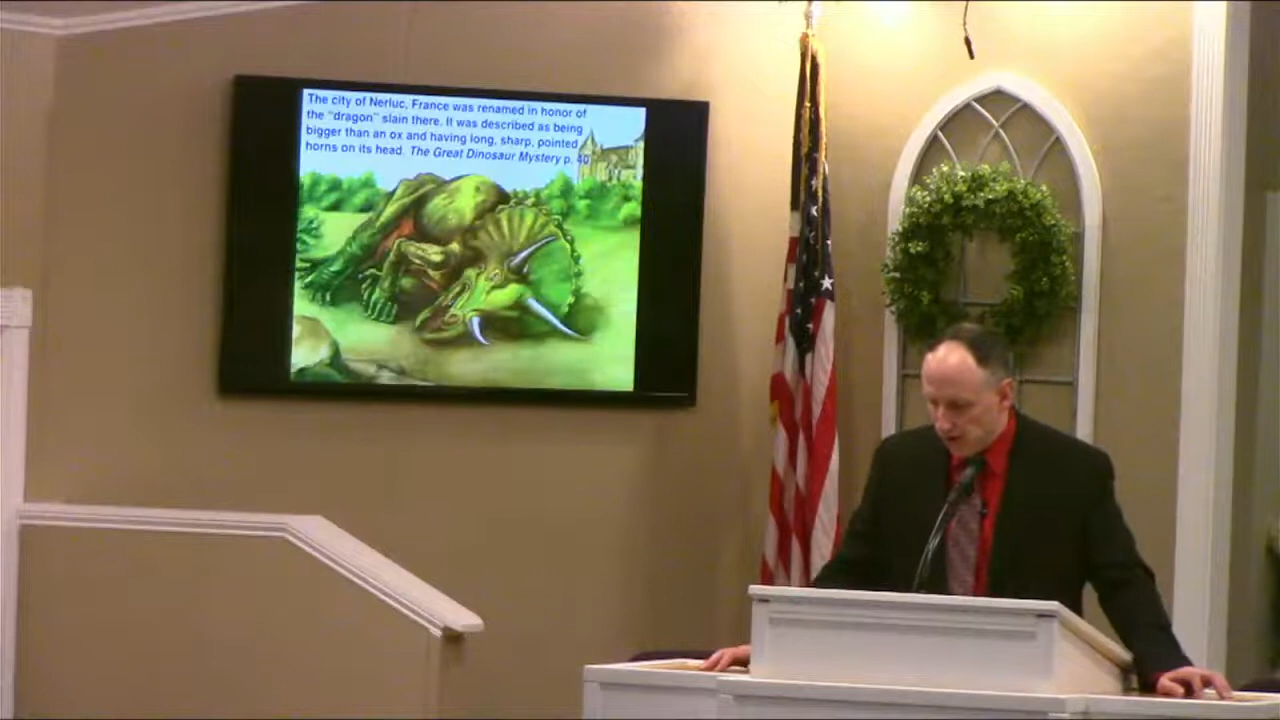 The city of Nerluc, France was renamed in honor of
the "dragon" slain there. It was described as being
bigger than an ox and having long, sharp, pointed
horns on its head. The Great Dinosaur Mystery p. 40